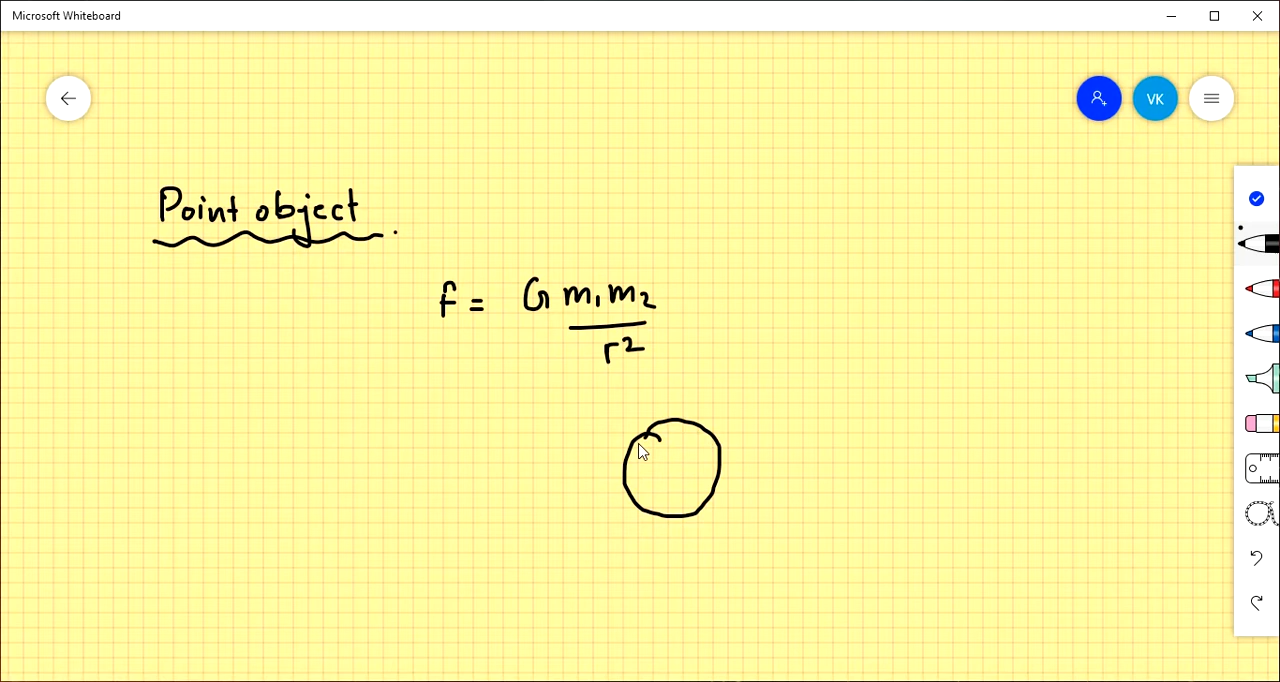 Microsoft Whiteboard
VK
Point object.
f = G m₁m₂
r²